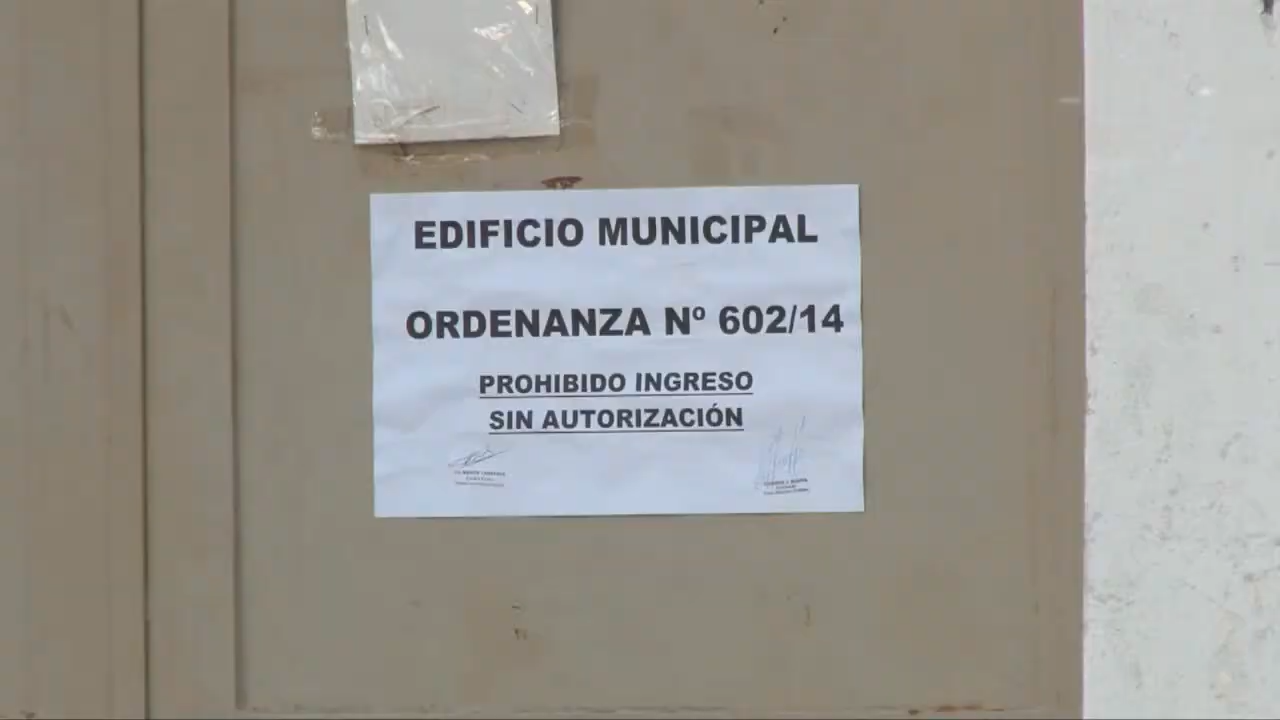 EDIFICIO MUNICIPAL
ORDENANZA Nº 602/14
PROHIBIDO INGRESO
SIN AUTORIZACIÓN